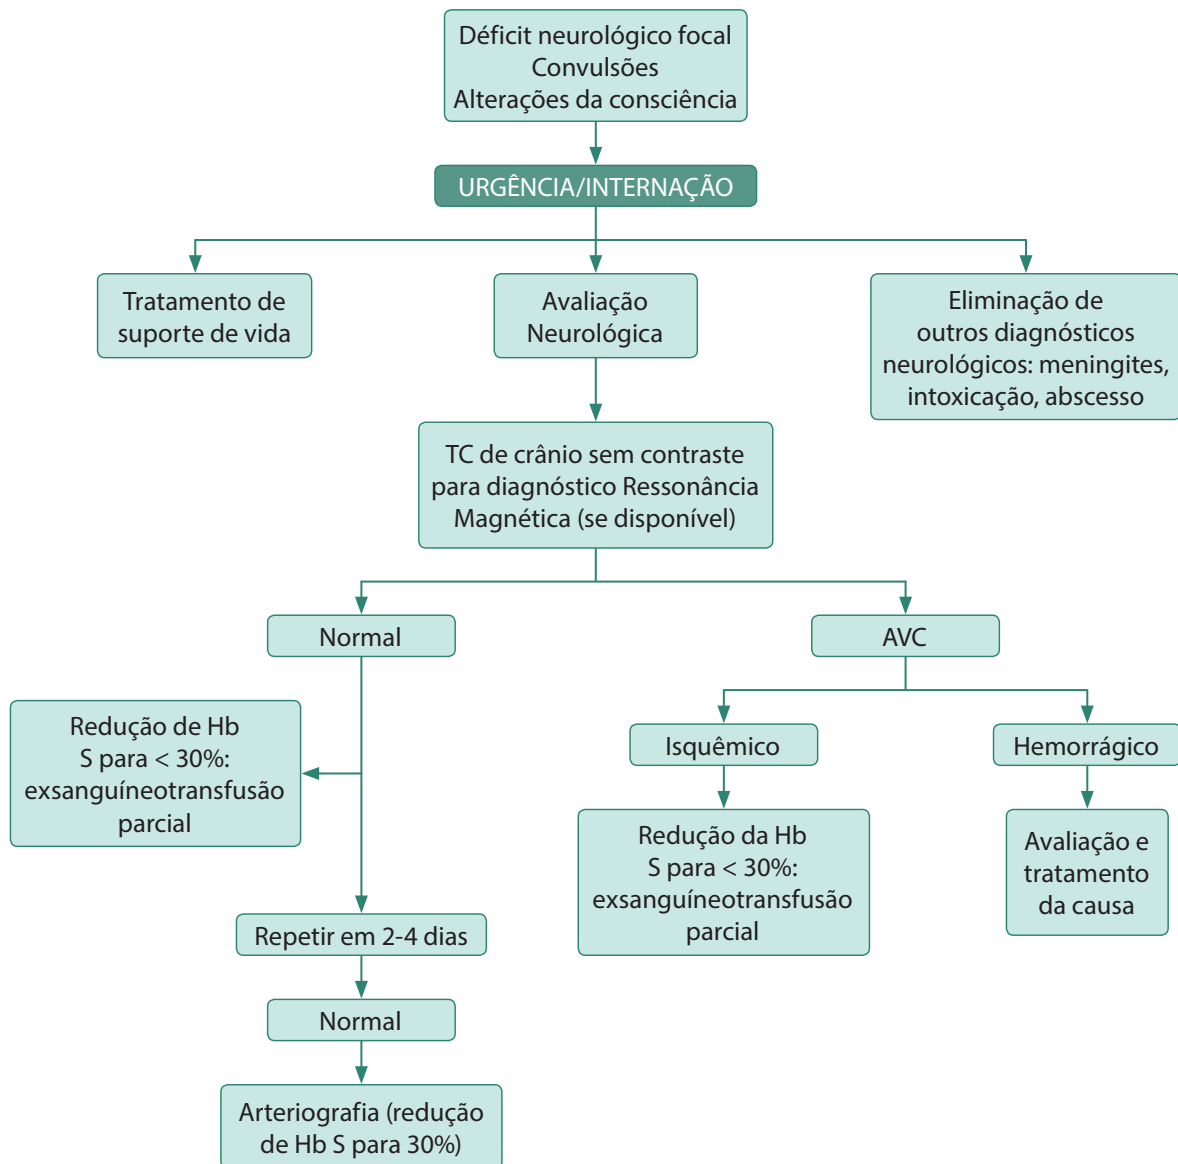 Déficit neurológico focal
Convulsões
Alterações da consciência
URGÊNCIA/INTERNAÇÃO
Tratamento de
suporte de vida
Avaliação
Neurológica
Eliminação de
outros diagnósticos
neurológicos: meningites,
intoxicação, abscesso
TC de crânio sem contraste
para diagnóstico Ressonância
Magnética (se disponível)
Normal
AVC
Redução de Hb
S para < 30%:
exsanguíneotransfusão
parcial
Isquêmico
Hemorrágico
Redução da Hb
S para < 30%:
exsanguíneotransfusão
parcial
Avaliação e
tratamento
da causa
Repetir em 2-4 dias
Normal
Arteriografia (redução
de Hb S para 30%)